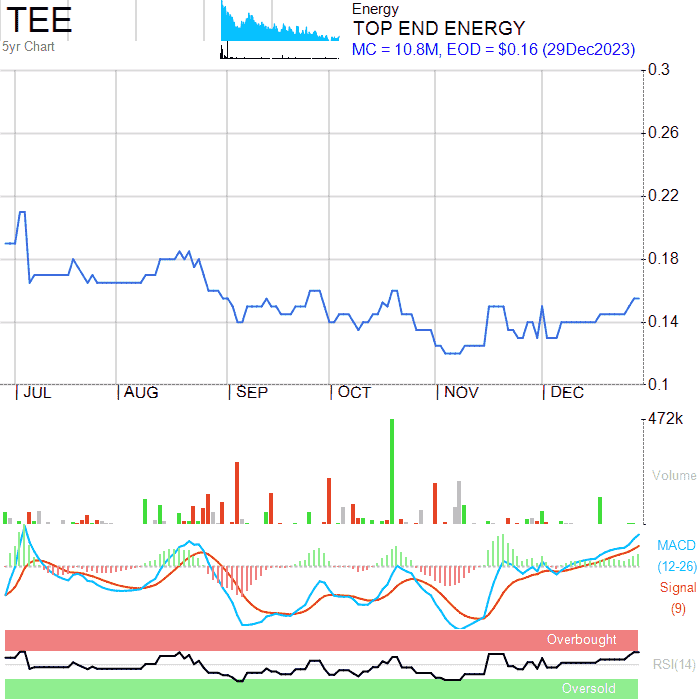 TEE
5yr Chart
Energy
TOP END ENERGY
MC = 10.8M, EOD = $0.16 (29Dec2023)
0.3
0.26
0.22
0.18
0.14
0.1
JUL AUG SEP OCT NOV DEC
472k
Volume
MACD
(12-26)
Signal
(9)
Overbought
RSI(14)
Oversold